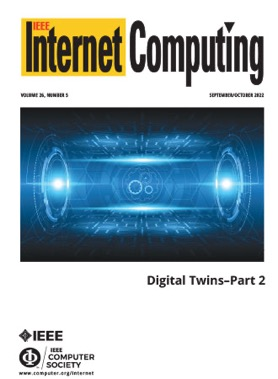 IEEE
Internet Computing
VOLUME 26, NUMBER 5 SEPTEMBER/OCTOBER 2022
Digital Twins–Part 2
IEEE
IEEE
COMPUTER
SOCIETY
www.computer.org/internet